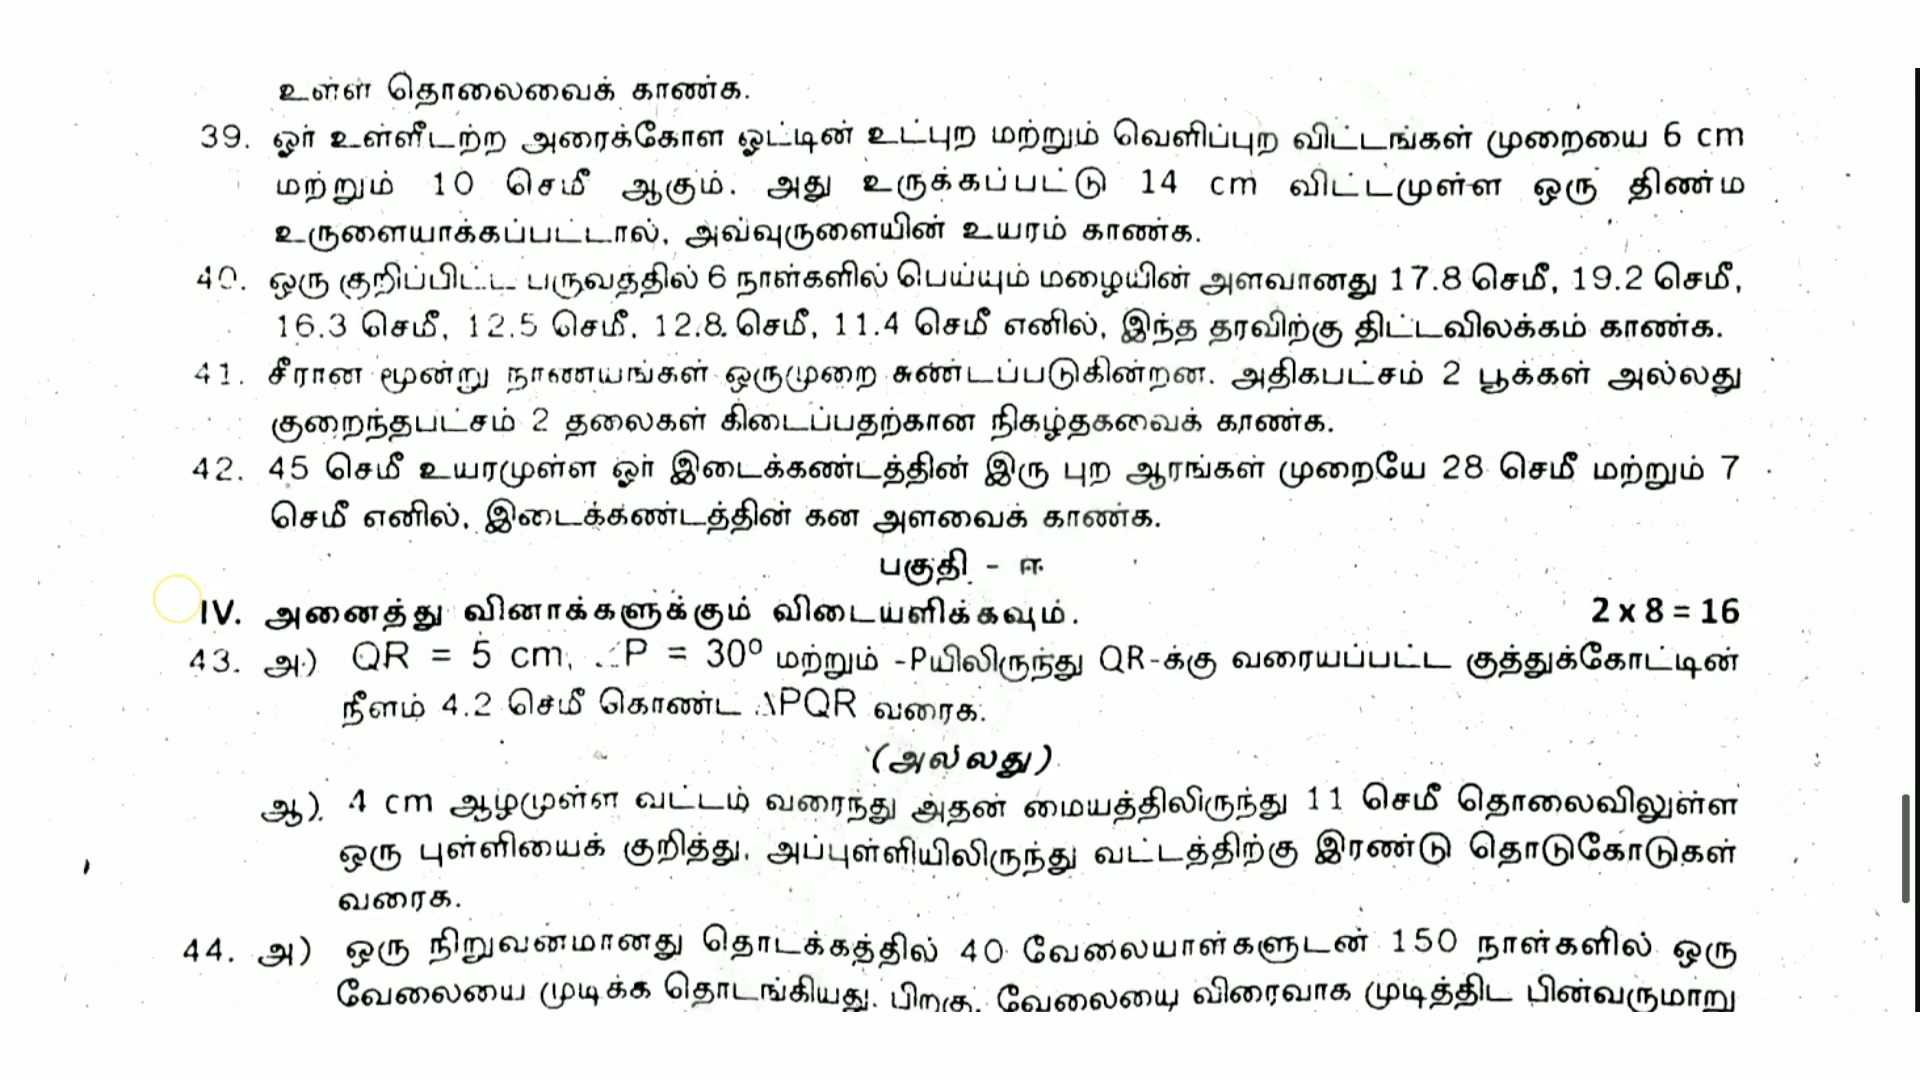 உள்ள தொலைவைக் காண்க.
39. ஓர் உள்ளீடற்ற அரைக்கோள ஓட்டின் உட்புற மற்றும் வெளிப்புற விட்டங்கள் முறையை 6 cm
மற்றும் 10 செமீ ஆகும். அது உருக்கப்பட்டு 14 cm விட்டமுள்ள ஒரு திண்ம
உருளையாக்கப்பட்டால், அவ்வுருளையின் உயரம் காண்க.
40. ஒரு குறிப்பிட்ட பருவத்தில் 6 நாள்களில் பெய்யும் மழையின் அளவானது 17.8 செமீ, 19.2 செமீ,
16.3 செமீ, 12.5 செமீ, 12.8 செமீ, 11.4 செமீ எனில், இந்த தரவிற்கு திட்டவிலக்கம் காண்க.
41. சீரான மூன்று நாணயங்கள் ஒருமுறை சுண்டப்படுகின்றன. அதிகபட்சம் 2 பூக்கள் அல்லது
குறைந்தபட்சம் 2 தலைகள் கிடைப்பதற்கான நிகழ்தகவைக் காண்க.
42. 45 செமீ உயரமுள்ள ஓர் இடைக்கண்டத்தின் இரு புற ஆரங்கள் முறையே 28 செமீ மற்றும் 7
செமீ எனில், இடைக்கண்டத்தின் கன அளவைக் காண்க.
பகுதி - ஈ
IV. அனைத்து வினாக்களுக்கும் விடையளிக்கவும். 2 x 8 = 16
43. அ) QR = 5 cm, ∠P = 30º மற்றும் -Pயிலிருந்து QR-க்கு வரையப்பட்ட குத்துக்கோட்டின்
நீளம் 4.2 செமீ கொண்ட ΔPQR வரைக.
(அல்லது)
ஆ). 4 cm ஆழமுள்ள வட்டம் வரைந்து அதன் மையத்திலிருந்து 11 செமீ தொலைவிலுள்ள
ஒரு புள்ளியைக் குறித்து, அப்புள்ளியிலிருந்து வட்டத்திற்கு இரண்டு தொடுகோடுகள்
வரைக.
44. அ) ஒரு நிறுவனமானது தொடக்கத்தில் 40 வேலையாள்களுடன் 150 நாள்களில் ஒரு
வேலையை முடிக்க தொடங்கியது. பிறகு, வேலையை விரைவாக முடித்திட பின்வருமாறு